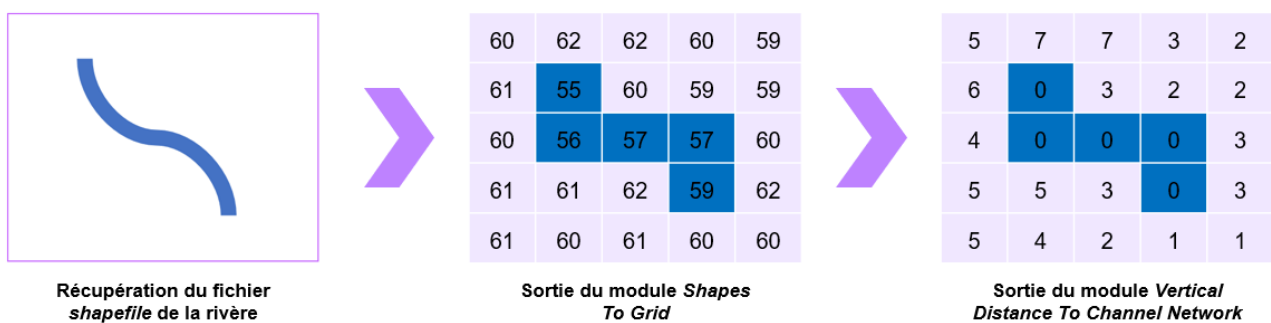 60 62 62 60 59
61 55 60 59 59
60 56 57 57 60
61 61 62 59 62
61 60 61 60 60
5 7 7 3 2
6 0 3 2 2
4 0 0 0 3
5 5 3 0 3
5 4 2 1 1
Récupération du fichier
shapefile de la rivière
Sortie du module Shapes
To Grid
Sortie du module Vertical
Distance To Channel Network